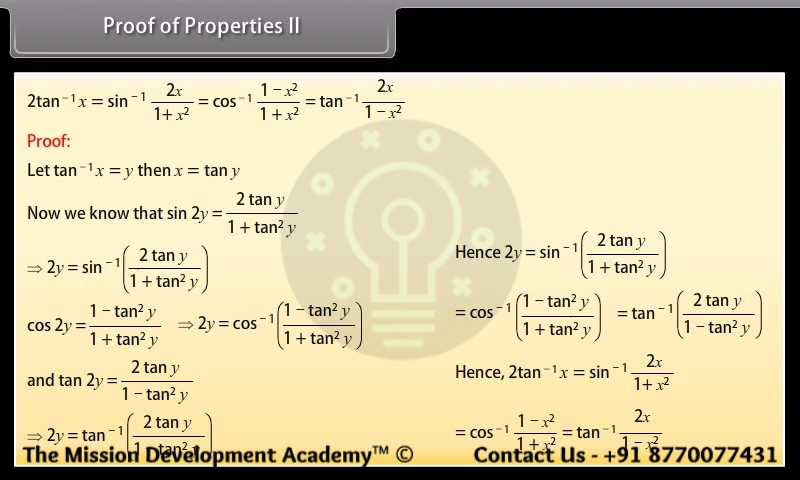 Proof of Properties II
2tan⁻¹x = sin⁻¹ 2x/(1+x²) = cos⁻¹ (1−x²)/(1+x²) = tan⁻¹ 2x/(1−x²)
Proof:
Let tan⁻¹x = y then x = tan y
Now we know that sin 2y = (2 tan y)/(1 + tan² y)
⇒ 2y = sin⁻¹((2 tan y)/(1 + tan² y))
cos 2y = (1 − tan² y)/(1 + tan² y) ⇒ 2y = cos⁻¹((1 − tan² y)/(1 + tan² y))
and tan 2y = (2 tan y)/(1 − tan² y)
⇒ 2y = tan⁻¹((2 tan y)/(1 − tan² y))
Hence 2y = sin⁻¹((2 tan y)/(1 + tan² y))
= cos⁻¹((1 − tan² y)/(1 + tan² y)) = tan⁻¹((2 tan y)/(1 − tan² y))
Hence, 2tan⁻¹x = sin⁻¹ 2x/(1+x²)
= cos⁻¹ (1−x²)/(1+x²) = tan⁻¹ 2x/(1−x²)
The Mission Development Academy™ © Contact Us - +91 8770077431